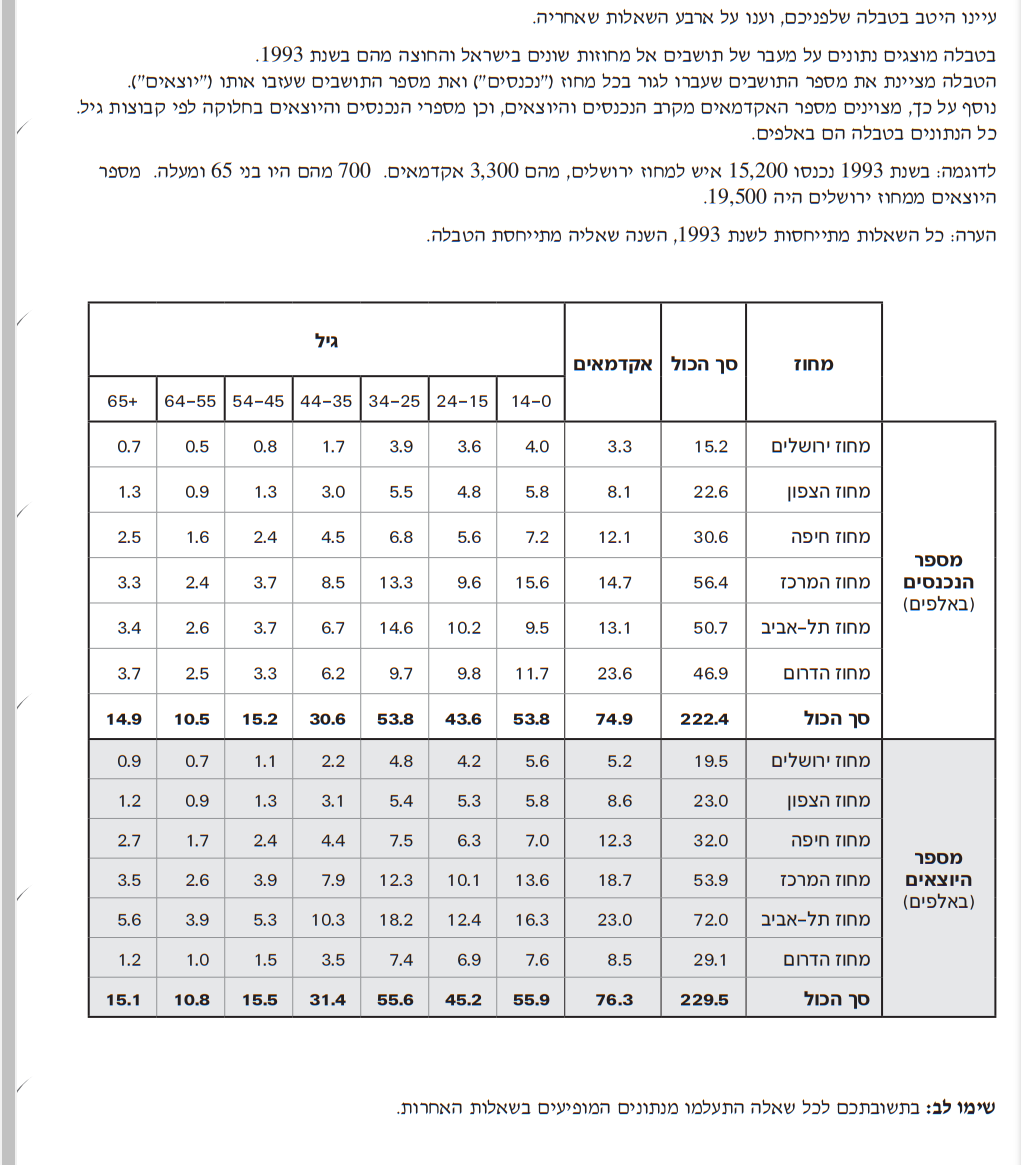 עיינו היטב בטבלה שלפניכם, וענו על ארבע השאלות שאחריה.
בטבלה מוצגים נתונים על מעבר של תושבים אל מחוזות שונים בישראל והחוצה מהם בשנת 1993.
הטבלה מציינת את מספר התושבים שעברו לגור בכל מחוז ("נכנסים") ואת מספר התושבים שעזבו אותו ("יוצאים").
נוסף על כך, מצוינים מספר האקדמאים מקרב הנכנסים והיוצאים, וכן מספרי הנכנסים והיוצאים בחלוקה לפי קבוצות גיל.
כל הנתונים בטבלה הם באלפים.
לדוגמה: בשנת 1993 נכנסו 15,200 איש למחוז ירושלים, מהם 3,300 אקדמאים. 700 מהם היו בני 65 ומעלה. מספר
היוצאים ממחוז ירושלים היה 19,500.
הערה: כל השאלות מתייחסות לשנת 1993, השנה שאליה מתייחסת הטבלה.
מחוז סך הכול אקדמאים גיל
14–0 24–15 34–25 44–35 54–45 64–55 65+
מספר הנכנסים (באלפים)
מחוז ירושלים 15.2 3.3 4.0 3.6 3.9 1.7 0.8 0.5 0.7
מחוז הצפון 22.6 8.1 5.8 4.8 5.5 3.0 1.3 0.9 1.3
מחוז חיפה 30.6 12.1 7.2 5.6 6.8 4.5 2.4 1.6 2.5
מחוז המרכז 56.4 14.7 15.6 9.6 13.3 8.5 3.7 2.4 3.3
מחוז תל–אביב 50.7 13.1 9.5 10.2 14.6 6.7 3.7 2.6 3.4
מחוז הדרום 46.9 23.6 11.7 9.8 9.7 6.2 3.3 2.5 3.7
סך הכול 222.4 74.9 53.8 43.6 53.8 30.6 15.2 10.5 14.9
מספר היוצאים (באלפים)
מחוז ירושלים 19.5 5.2 5.6 4.2 4.8 2.2 1.1 0.7 0.9
מחוז הצפון 23.0 8.6 5.8 5.3 5.4 3.1 1.3 0.9 1.2
מחוז חיפה 32.0 12.3 7.0 6.3 7.5 4.4 2.4 1.7 2.7
מחוז המרכז 53.9 18.7 13.6 10.1 12.3 7.9 3.9 2.6 3.5
מחוז תל–אביב 72.0 23.0 16.3 12.4 18.2 10.3 5.3 3.9 5.6
מחוז הדרום 29.1 8.5 7.6 6.9 7.4 3.5 1.5 1.0 1.2
סך הכול 229.5 76.3 55.9 45.2 55.6 31.4 15.5 10.8 15.1
שימו לב: בתשובתכם לכל שאלה התעלמו מנתונים המופיעים בשאלות האחרות.